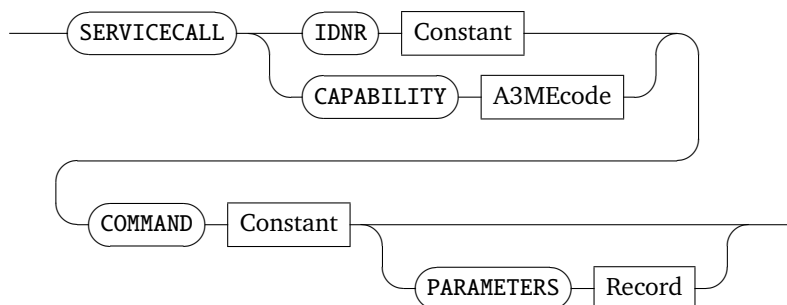 SERVICECALL IDNR Constant
CAPABILITY A3MEcode
COMMAND Constant
PARAMETERS Record